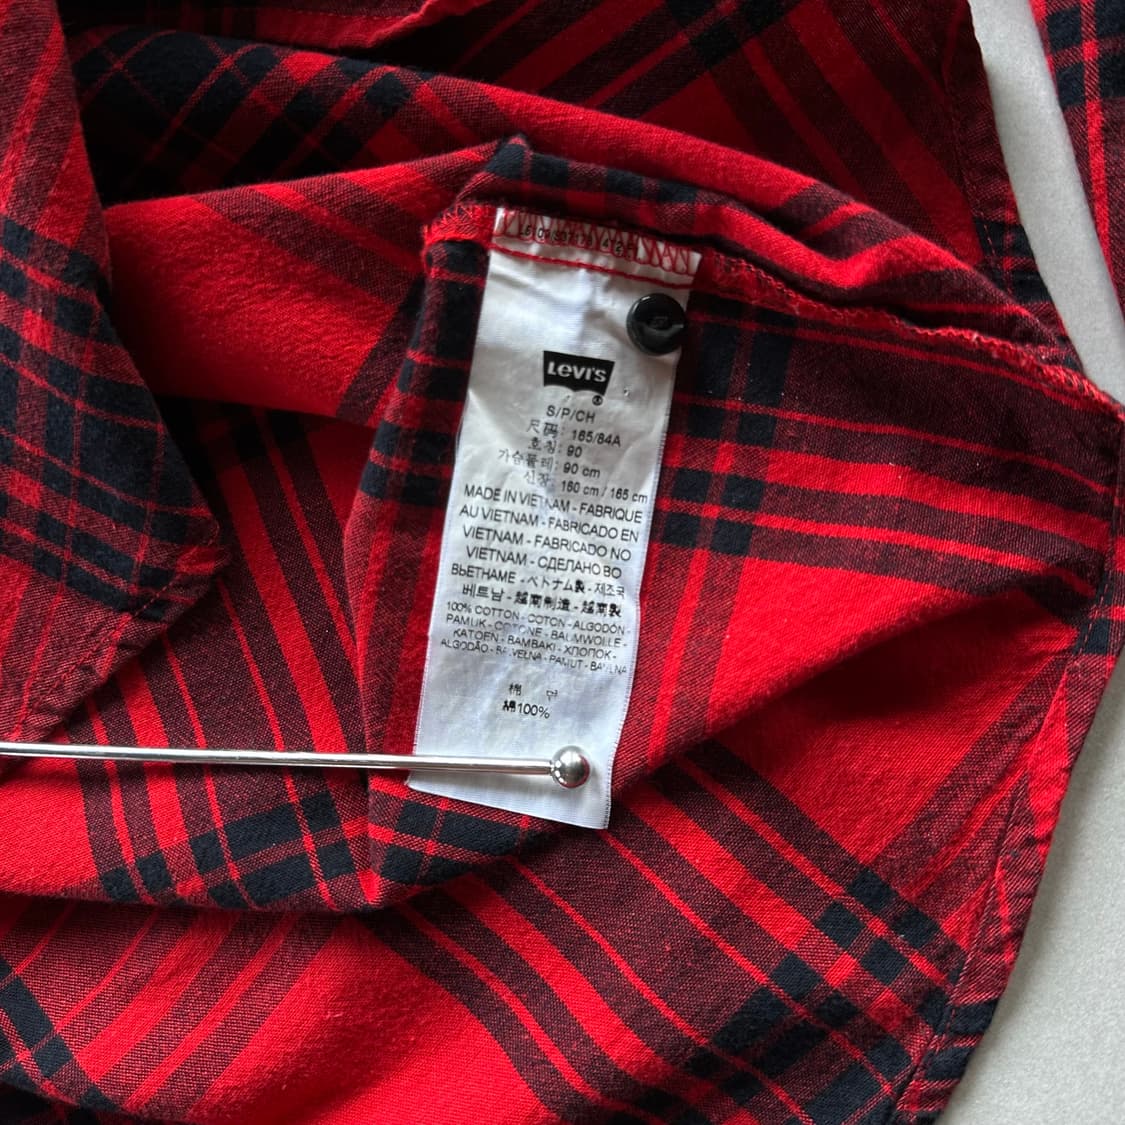 Levi's
S/P/CH
尺码: 165/84A
호칭: 90
가슴둘레: 90 cm
신장: 160 cm / 165 cm
MADE IN VIETNAM - FABRIQUE
AU VIETNAM - FABRICADO EN
VIETNAM - FABRICADO NO
VIETNAM - СДЕЛАНО ВО
ВЬЕТНАМЕ - ベトナム製 - 제조국
베트남 - 越南制造 - 越南製
100% COTTON - COTON - ALGODÓN -
PAMUK - COTONE - BAUMWOLLE -
KATOEN - BAMBAKI - ХЛОПОК -
ALGODÃO - BAVELNA - PAMUT - BAVLNA
棉 면
綿100%